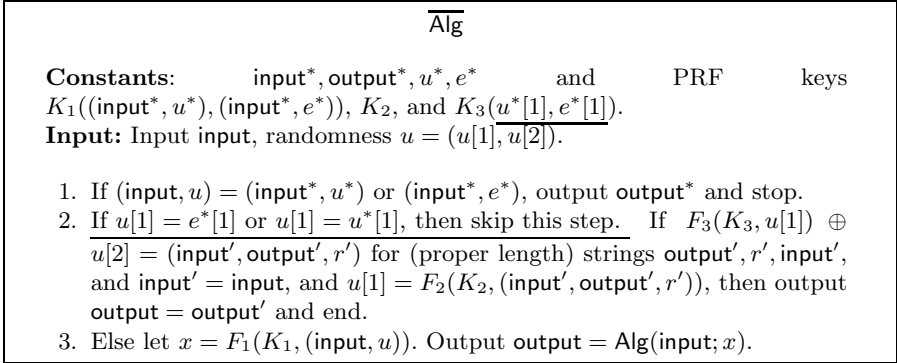 Alg
Constants: input*, output*, u*, e* and PRF keys
K₁((input*, u*), (input*, e*)), K₂, and K₃(u*[1], e*[1]).
Input: Input input, randomness u = (u[1], u[2]).
1. If (input, u) = (input*, u*) or (input*, e*), output output* and stop.
2. If u[1] = e*[1] or u[1] = u*[1], then skip this step. If F₃(K₃, u[1]) ⊕
u[2] = (input′, output′, r′) for (proper length) strings output′, r′, input′,
and input′ = input, and u[1] = F₂(K₂, (input′, output′, r′)), then output
output = output′ and end.
3. Else let x = F₁(K₁, (input, u)). Output output = Alg(input; x).